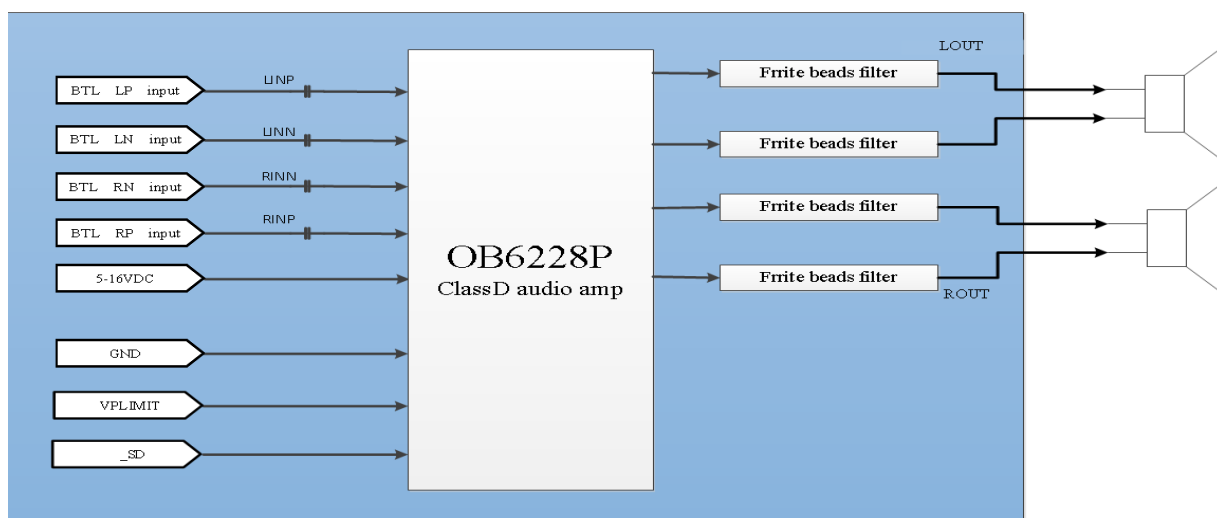 LOUT
Frrite beads filter
LINP
BTL LP input
LINN
BTL LN input
Frrite beads filter
RINN
BTL RN input
Frrite beads filter
RINP
BTL RP input
OB6228P
5-16VDC
Frrite beads filter
ClassD audio amp
ROUT
GND
VPLIMIT
_SD